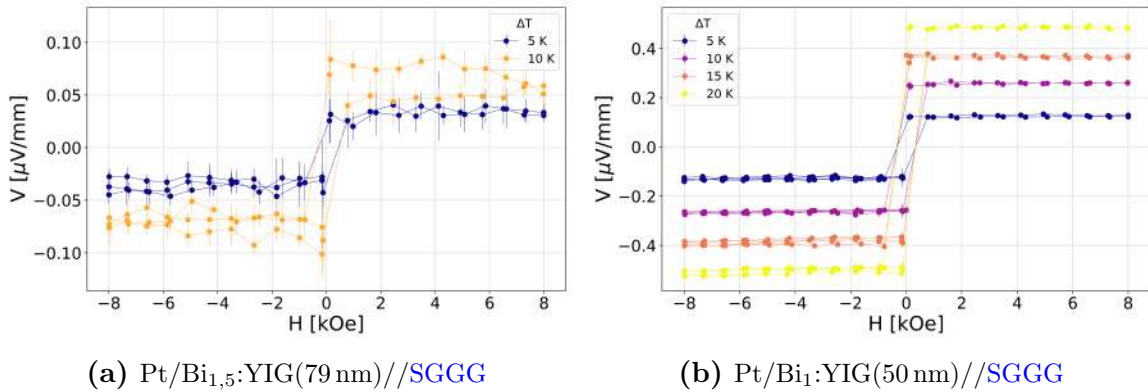 ΔT
5 K
10 K
0.10
0.05
0.00
−0.05
−0.10
V [μV/mm]
−8 −6 −4 −2 0 2 4 6 8
H [kOe]
(a) Pt/Bi1,5:YIG(79 nm)//SGGG
ΔT
5 K
10 K
15 K
20 K
0.4
0.2
0.0
−0.2
−0.4
V [μV/mm]
−8 −6 −4 −2 0 2 4 6 8
H [kOe]
(b) Pt/Bi1:YIG(50 nm)//SGGG